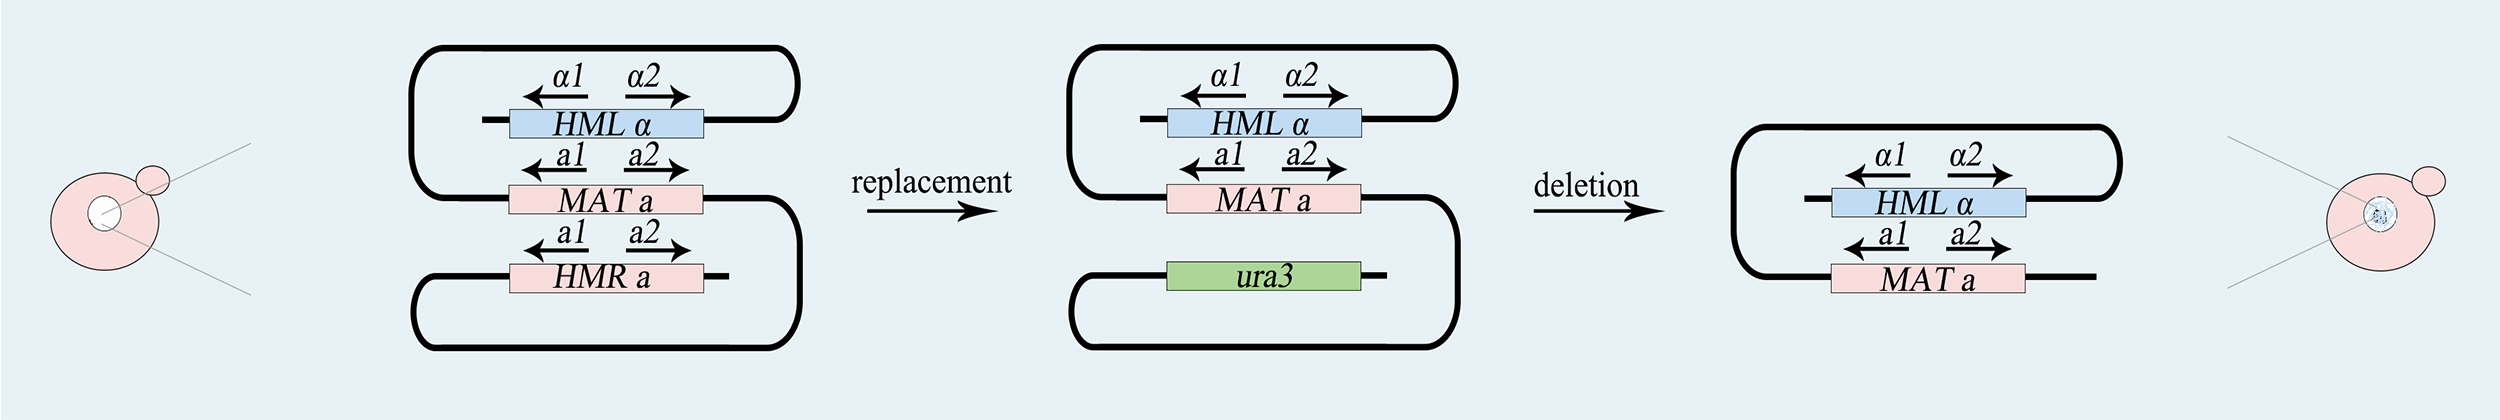 α1 α2
HML α
a1 a2
MAT a
a1 a2
HMR a
replacement
α1 α2
HML α
a1 a2
MAT a
ura3
deletion
α1 α2
HML α
a1 a2
MAT a